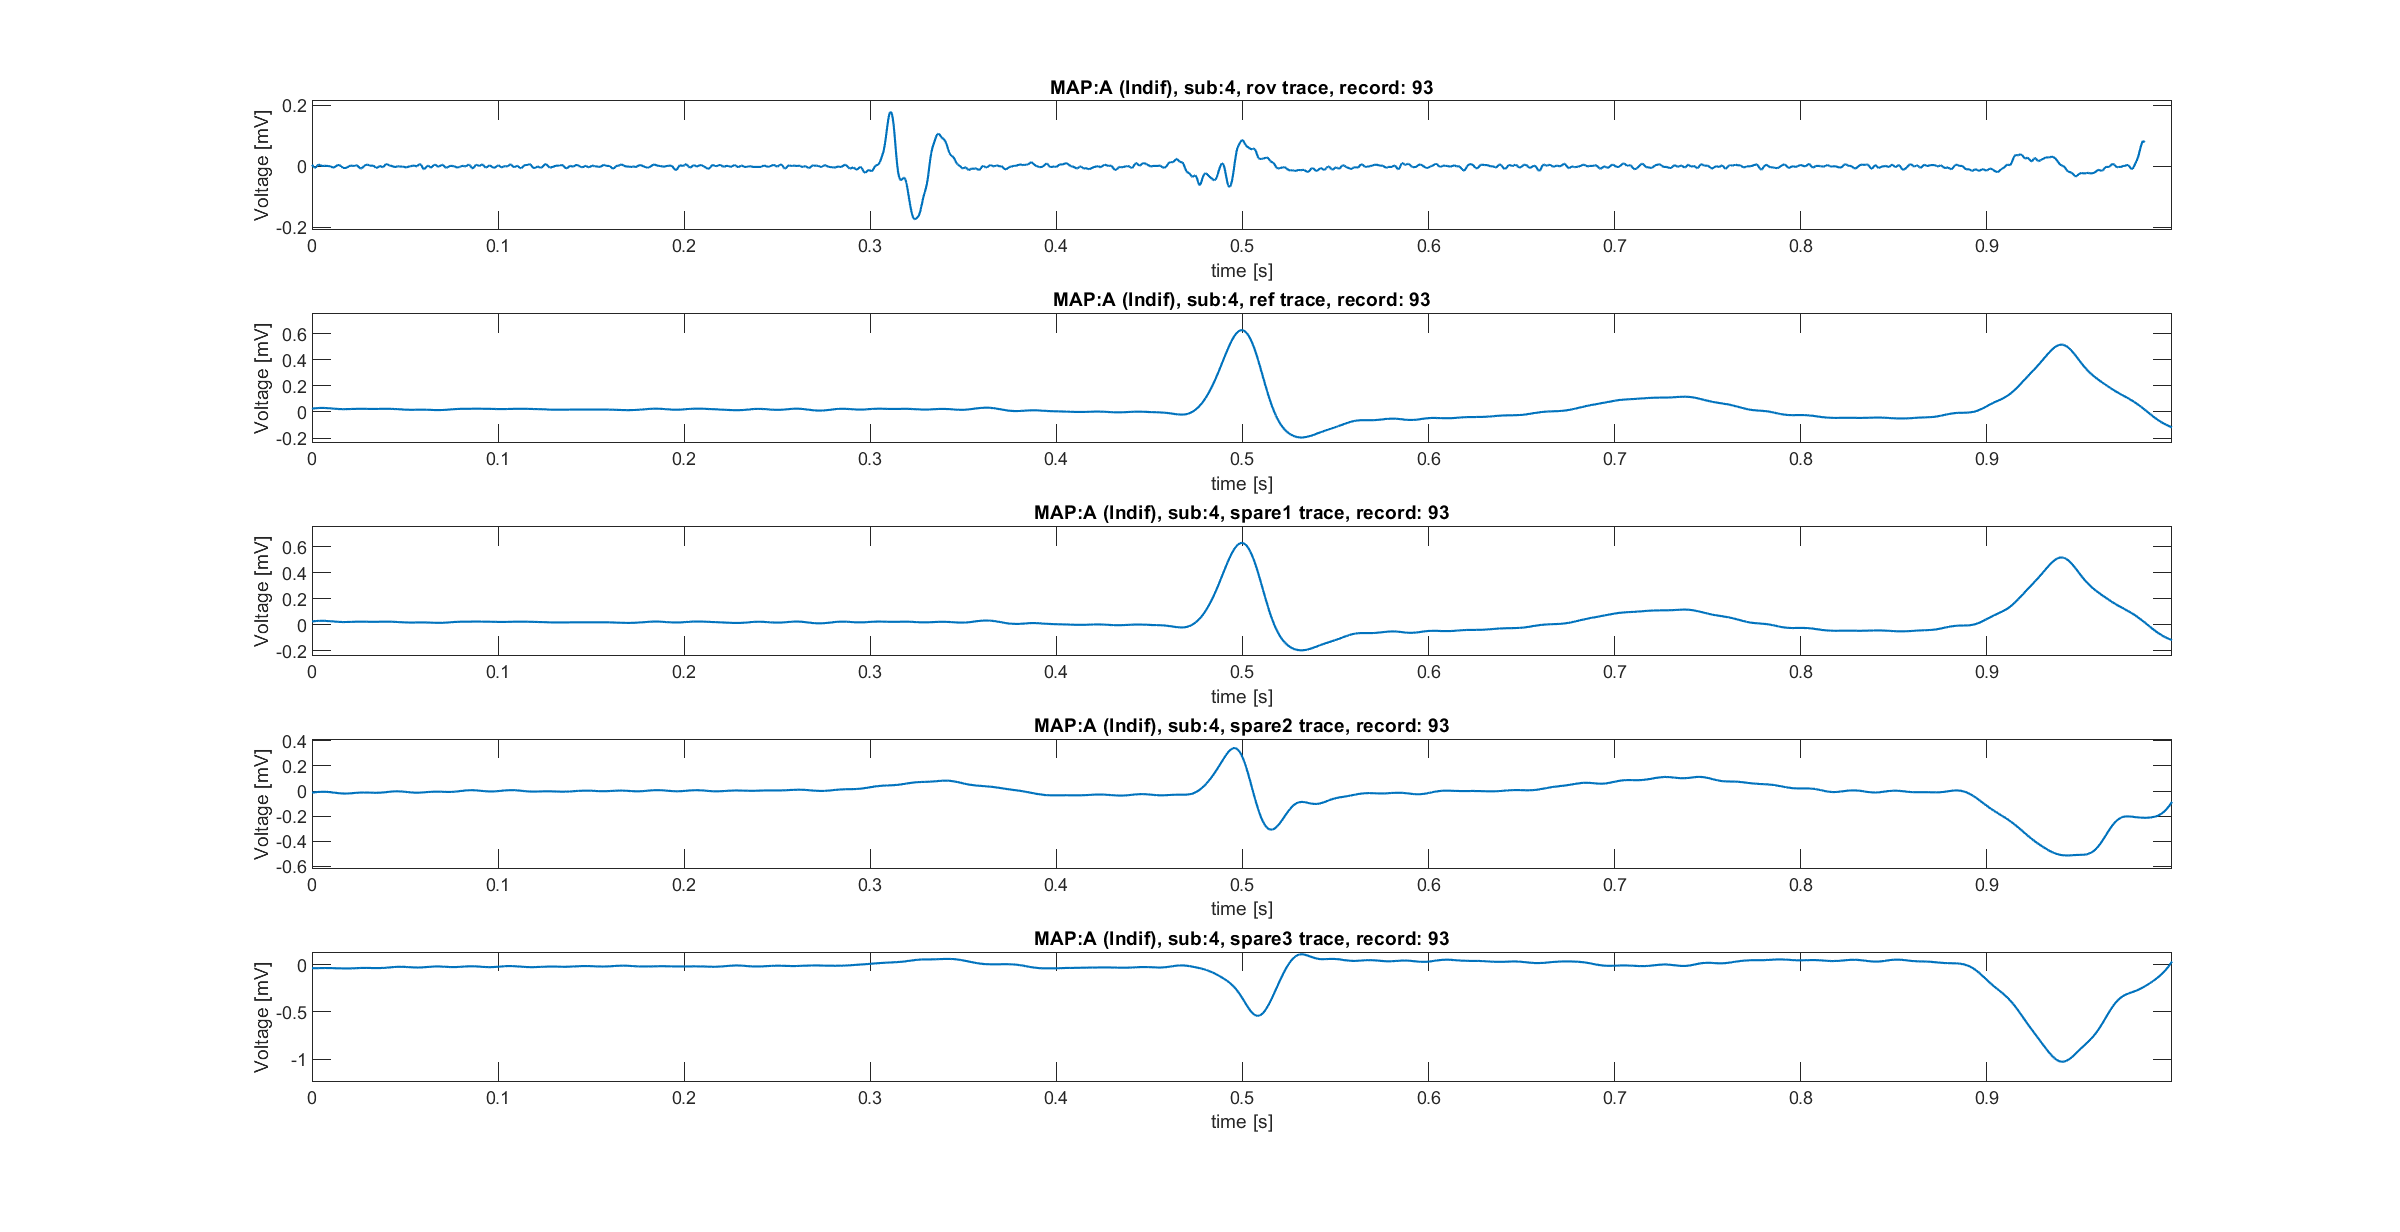 MAP:A (Indif), sub:4, rov trace, record: 93
Voltage [mV]
0.2
0
-0.2
0 0.1 0.2 0.3 0.4 0.5 0.6 0.7 0.8 0.9
time [s]
MAP:A (Indif), sub:4, ref trace, record: 93
Voltage [mV]
0.6
0.4
0.2
0
-0.2
0 0.1 0.2 0.3 0.4 0.5 0.6 0.7 0.8 0.9
time [s]
MAP:A (Indif), sub:4, spare1 trace, record: 93
Voltage [mV]
0.6
0.4
0.2
0
-0.2
0 0.1 0.2 0.3 0.4 0.5 0.6 0.7 0.8 0.9
time [s]
MAP:A (Indif), sub:4, spare2 trace, record: 93
Voltage [mV]
0.4
0.2
0
-0.2
-0.4
-0.6
0 0.1 0.2 0.3 0.4 0.5 0.6 0.7 0.8 0.9
time [s]
MAP:A (Indif), sub:4, spare3 trace, record: 93
Voltage [mV]
0
-0.5
-1
0 0.1 0.2 0.3 0.4 0.5 0.6 0.7 0.8 0.9
time [s]